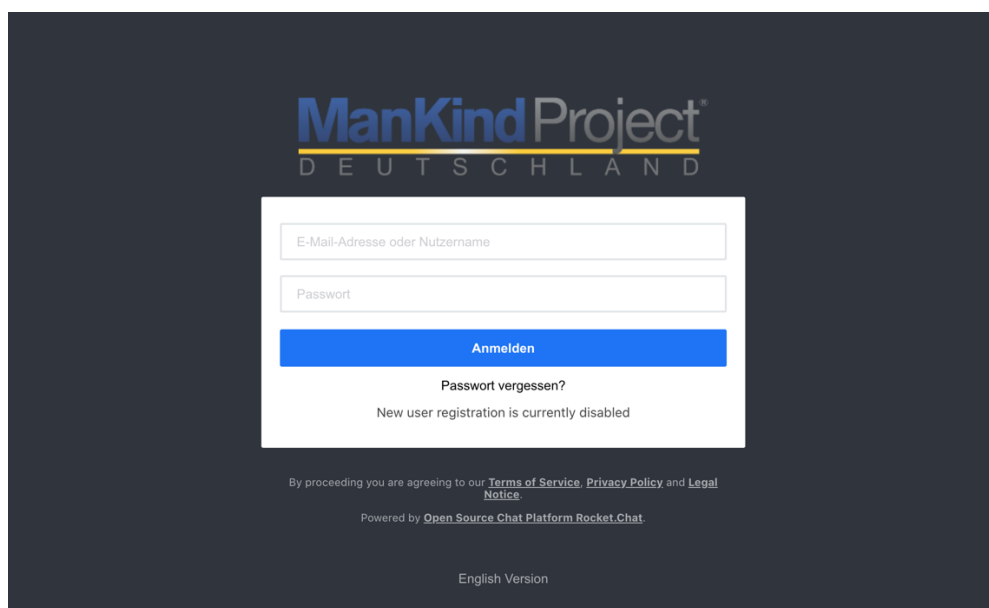 ManKind Project®
DEUTSCHLAND
E-Mail-Adresse oder Nutzername
Passwort
Anmelden
Passwort vergessen?
New user registration is currently disabled
By proceeding you are agreeing to our Terms of Service, Privacy Policy and Legal
Notice.
Powered by Open Source Chat Platform Rocket.Chat.
English Version